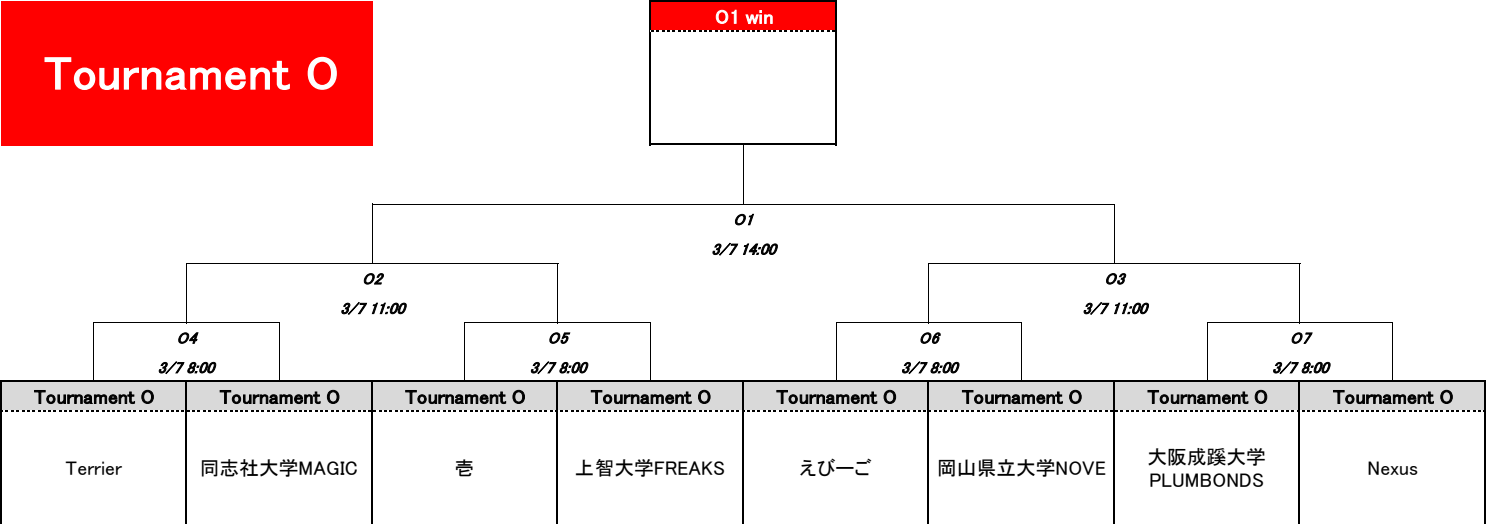 Tournament O
O1 win
O1
3/7 14:00
O2
O3
3/7 11:00
3/7 11:00
O4
O5
O6
O7
3/7 8:00
3/7 8:00
3/7 8:00
3/7 8:00
Tournament O
Tournament O
Tournament O
Tournament O
Tournament O
Tournament O
Tournament O
Tournament O
Terrier
同志社大学MAGIC
壱
上智大学FREAKS
えびーご
岡山県立大学NOVE
大阪成蹊大学
PLUMBONDS
Nexus